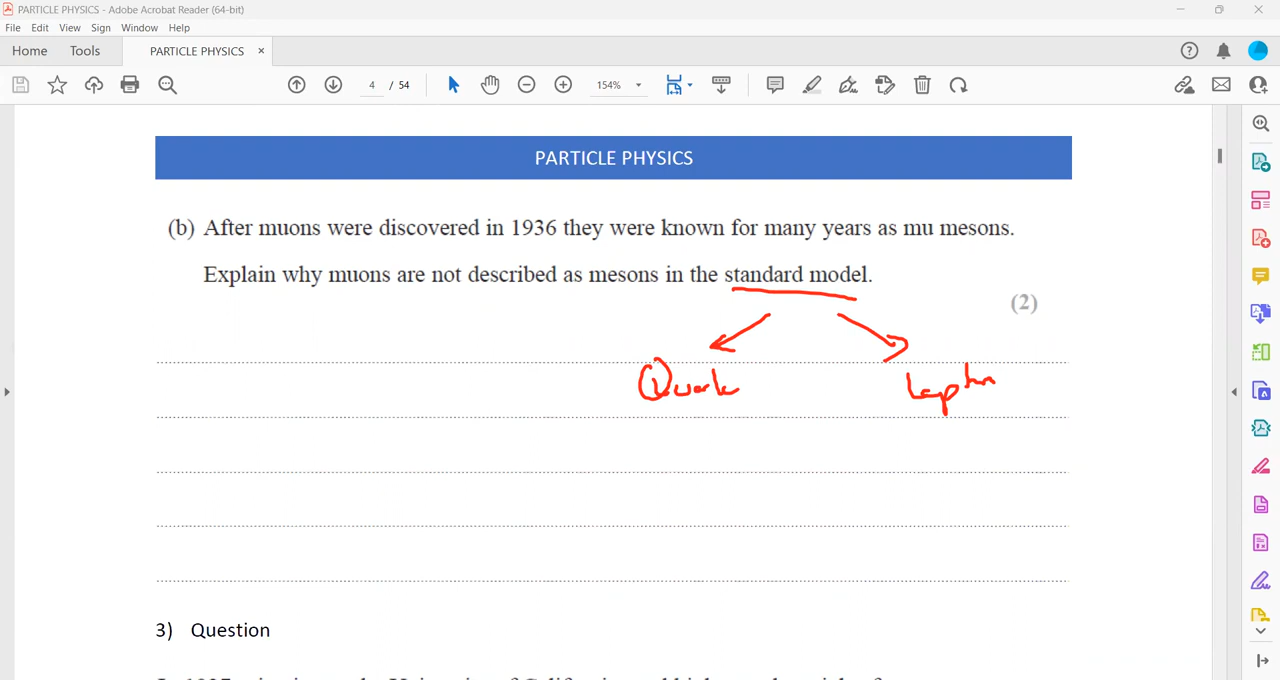 PARTICLE PHYSICS - Adobe Acrobat Reader (64-bit)
File Edit View Sign Window Help
Home Tools PARTICLE PHYSICS ×
4 / 54 154%
PARTICLE PHYSICS
(b) After muons were discovered in 1936 they were known for many years as mu mesons.
Explain why muons are not described as mesons in the standard model.
(2)
Quark
3) Question